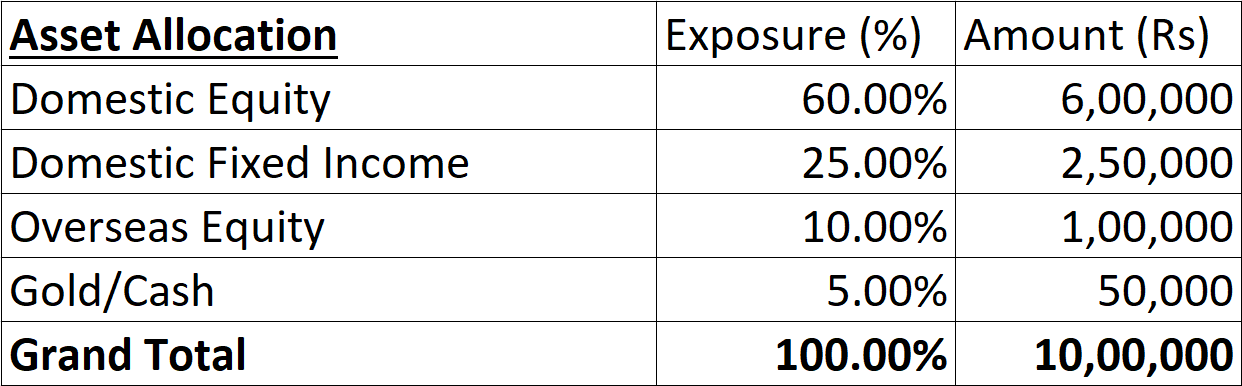 Asset Allocation Exposure (%) Amount (Rs)
Domestic Equity 60.00% 6,00,000
Domestic Fixed Income 25.00% 2,50,000
Overseas Equity 10.00% 1,00,000
Gold/Cash 5.00% 50,000
Grand Total 100.00% 10,00,000